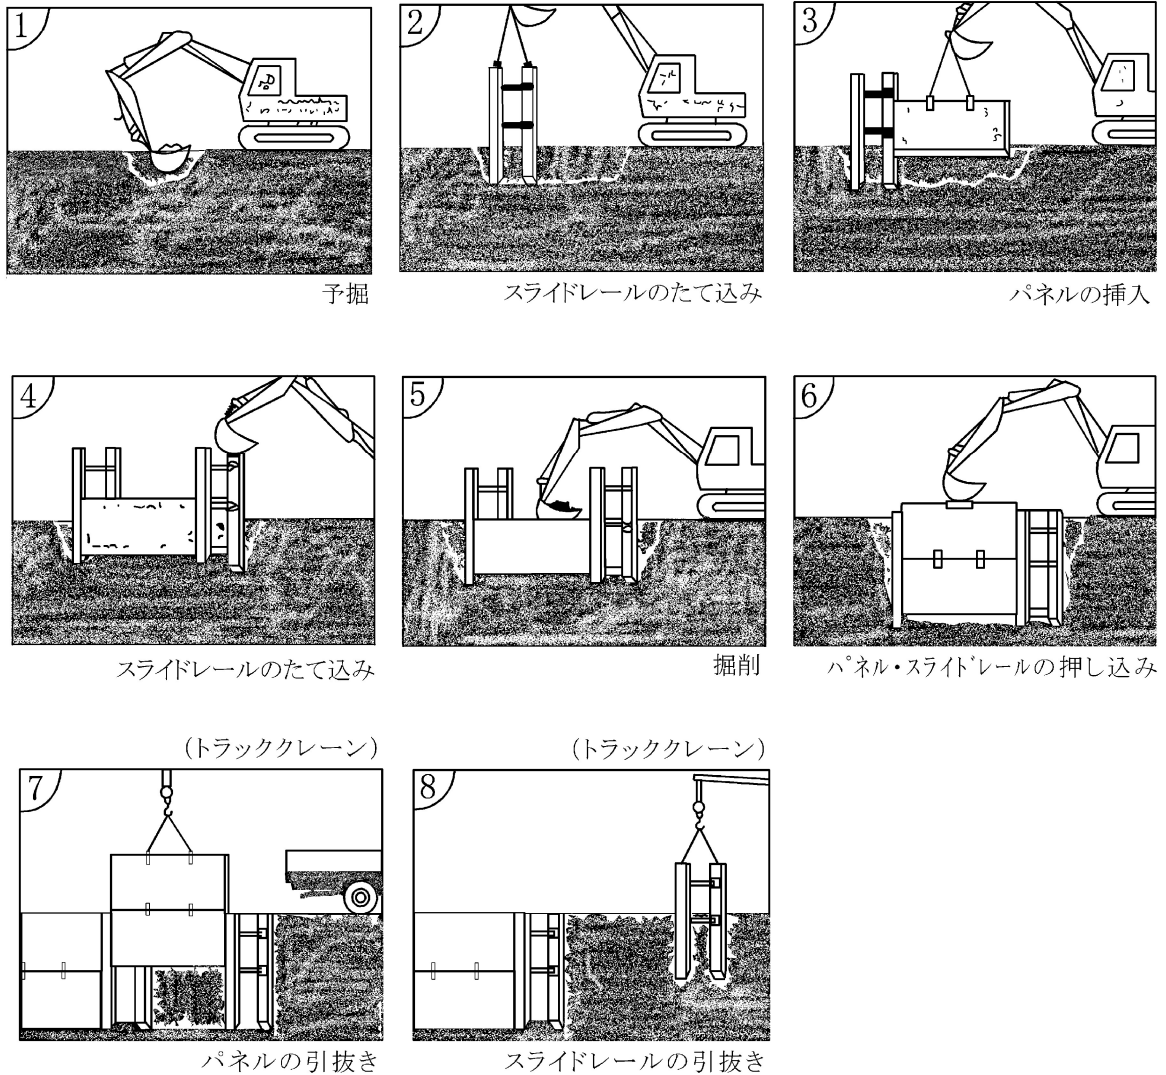 1
予掘
2
スライドレールのたて込み
3
パネルの挿入
4
スライドレールのたて込み
5
掘削
6
パネル・スライドレールの押し込み
(トラッククレーン)
7
パネルの引抜き
(トラッククレーン)
8
スライドレールの引抜き